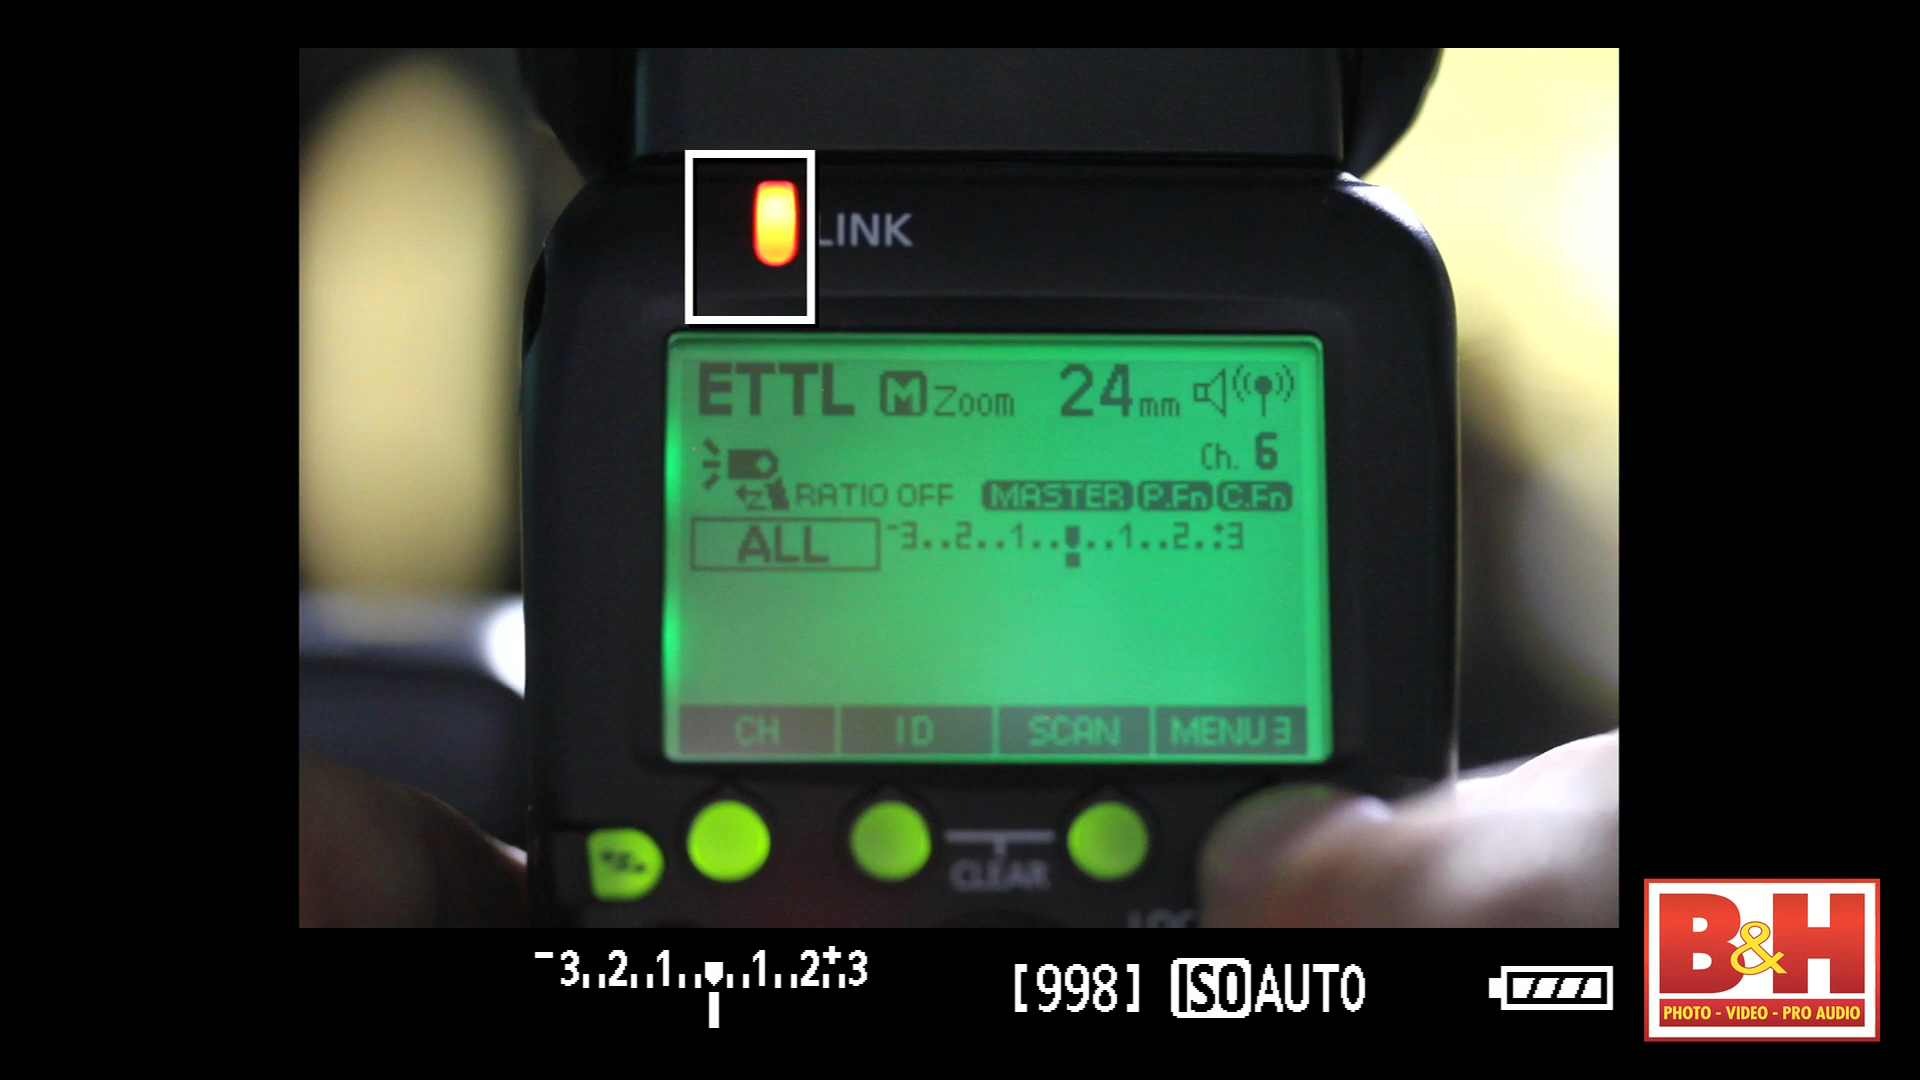 LINK
ETTL M Zoom 24mm
Ch. 6
RATIO OFF MASTER P.Fn C.Fn
ALL -3..2..1..▮..1..2.:+3
CH ID SCAN MENU 3
CLEAR
-3..2..1..▮..1..2.:+3 [998] ISO AUTO
B&H
PHOTO - VIDEO - PRO AUDIO